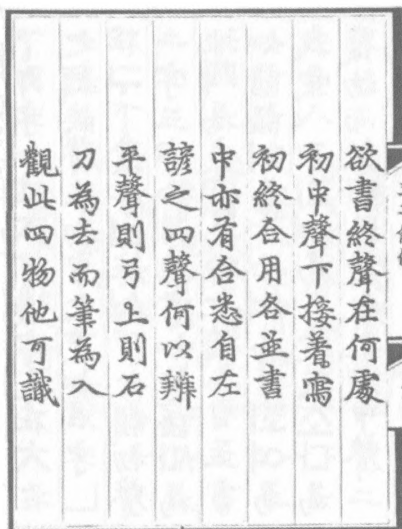 欲書終聲在何處
初中聲下接着寫
初終合用各並書
中亦有合悉自左
諺之四聲何以辨
平聲則弓上則石
刀為去而筆為入
觀此四物他可識